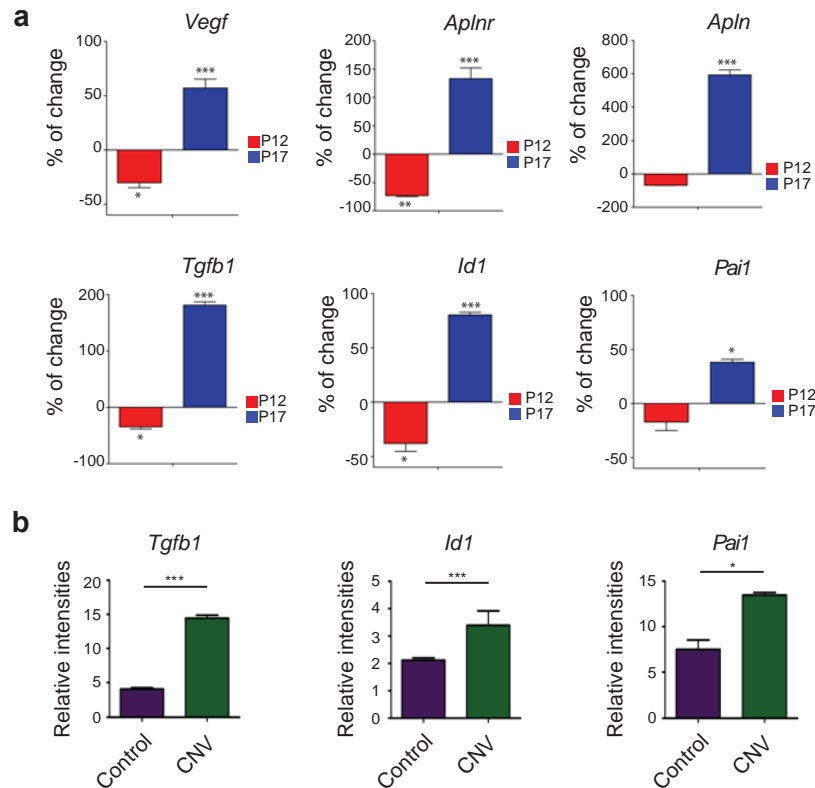 a
Vegf
% of change
100
50
0
-50
***
*
P12
P17
Aplnr
% of change
200
150
100
50
0
-50
-100
***
**
P12
P17
Apln
% of change
800
600
400
200
0
-200
***
P12
P17
Tgfb1
% of change
200
100
0
-100
***
*
P12
P17
Id1
% of change
100
50
0
-50
***
*
P12
P17
Pai1
% of change
100
50
0
-50
*
P12
P17
b
Tgfb1
Relative intensities
20
15
10
5
0
***
Control
CNV
Id1
Relative intensities
5
4
3
2
1
0
***
Control
CNV
Pai1
Relative intensities
15
10
5
0
*
Control
CNV